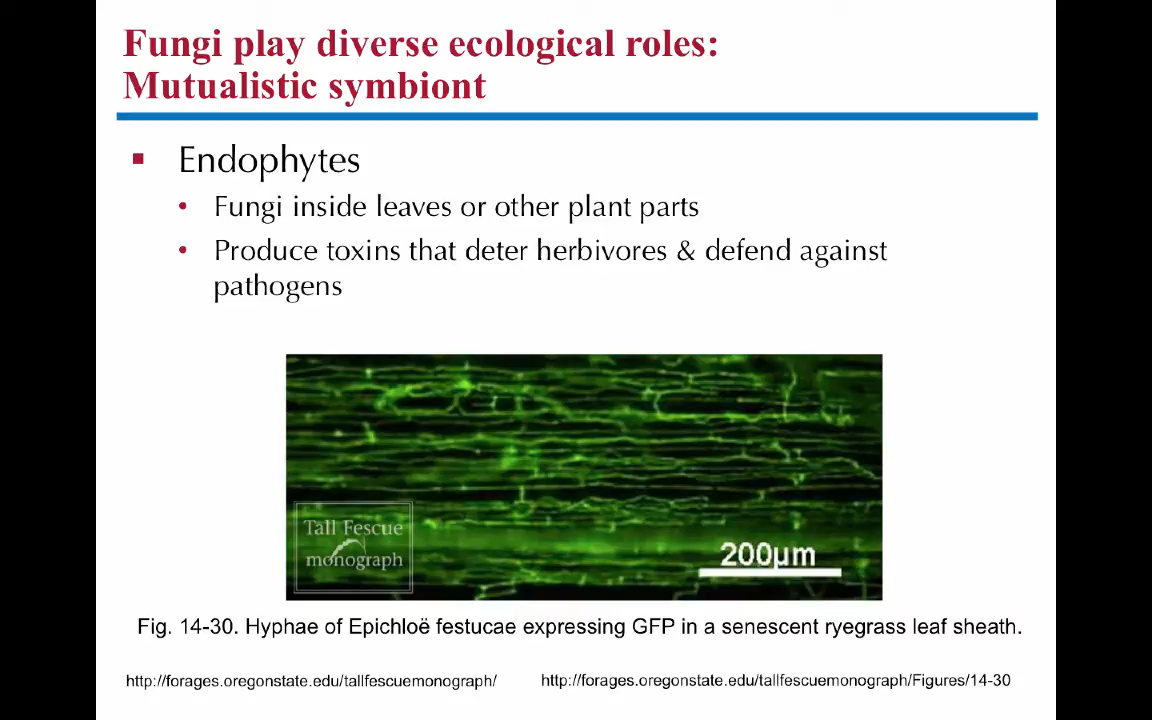 Fungi play diverse ecological roles:
Mutualistic symbiont
▪ Endophytes
• Fungi inside leaves or other plant parts
• Produce toxins that deter herbivores & defend against
pathogens
Tall Fescue
monograph
200µm
Fig. 14-30. Hyphae of Epichloë festucae expressing GFP in a senescent ryegrass leaf sheath.
http://forages.oregonstate.edu/tallfescuemonograph/
http://forages.oregonstate.edu/tallfescuemonograph/Figures/14-30